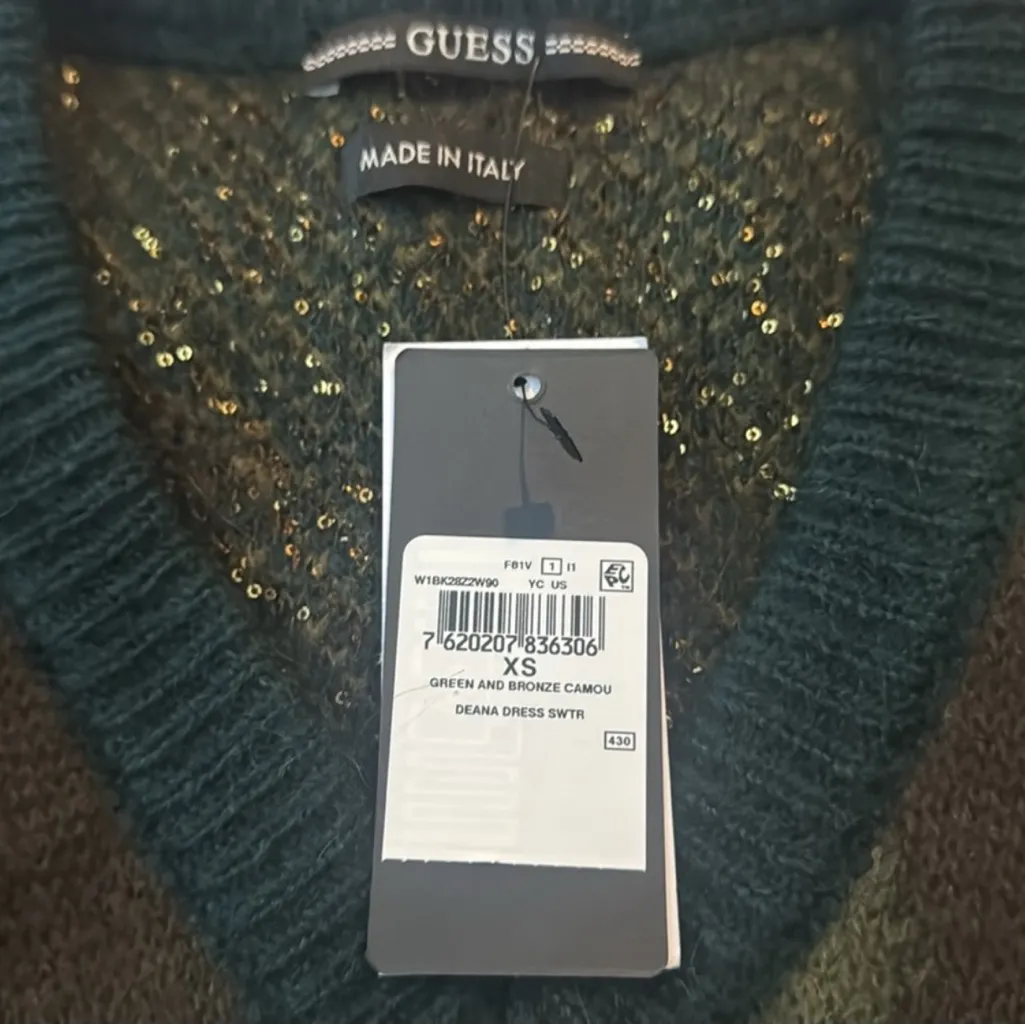 GUESS
MADE IN ITALY
F81V 1 I1
W1BK28Z2W90 YC US
7 620207 836306
XS
GREEN AND BRONZE CAMOU
DEANA DRESS SWTR
430